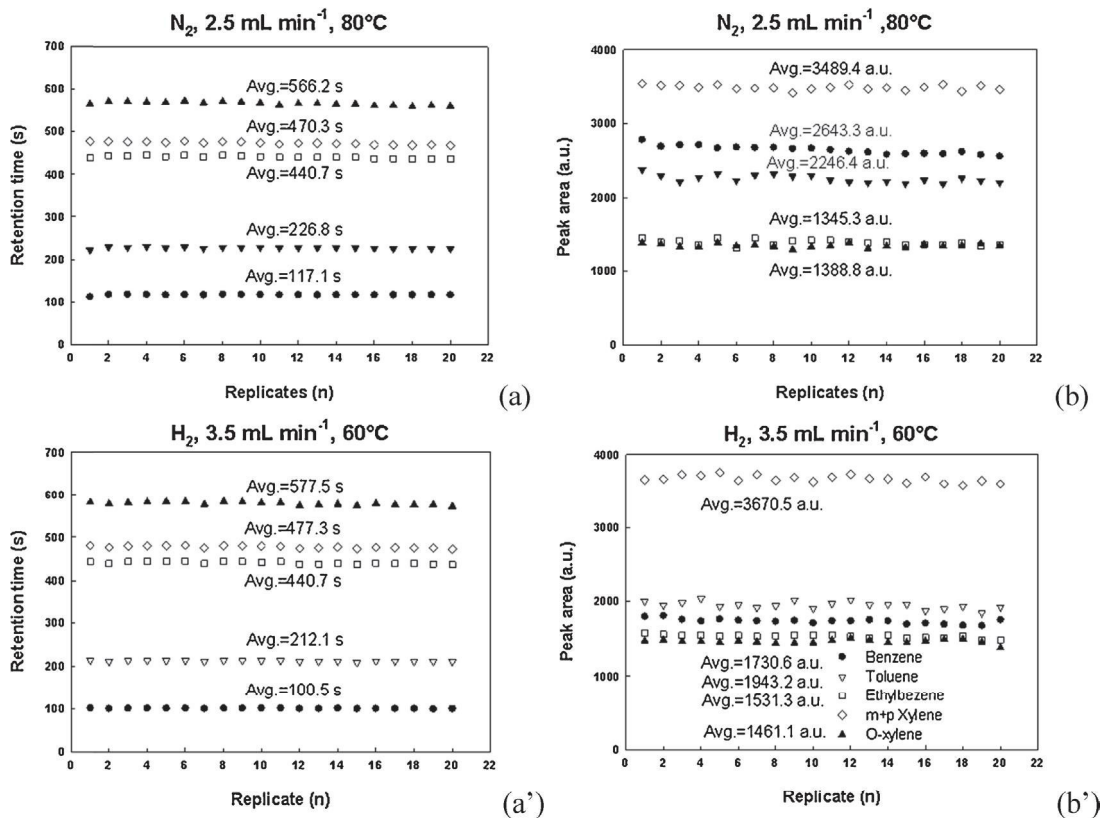 N₂, 2.5 mL min⁻¹, 80°C
Retention time (s)
700
600
500
400
300
200
100
0
Avg.=566.2 s
Avg.=470.3 s
Avg.=440.7 s
Avg.=226.8 s
Avg.=117.1 s
0 2 4 6 8 10 12 14 16 18 20 22
Replicates (n)
(a)
N₂, 2.5 mL min⁻¹ ,80°C
Peak area (a.u.)
4000
3000
2000
1000
0
Avg.=3489.4 a.u.
Avg.=2643.3 a.u.
Avg.=2246.4 a.u.
Avg.=1345.3 a.u.
Avg.=1388.8 a.u.
0 2 4 6 8 10 12 14 16 18 20 22
Replicates (n)
(b)
H₂, 3.5 mL min⁻¹, 60°C
Retention time (s)
700
600
500
400
300
200
100
0
Avg.=577.5 s
Avg.=477.3 s
Avg.=440.7 s
Avg.=212.1 s
Avg.=100.5 s
0 2 4 6 8 10 12 14 16 18 20 22
Replicate (n)
(a’)
H₂, 3.5 mL min⁻¹, 60°C
Peak area (a.u.)
4000
3000
2000
1000
0
Avg.=3670.5 a.u.
Avg.=1730.6 a.u.
Avg.=1943.2 a.u.
Avg.=1531.3 a.u.
Avg.=1461.1 a.u.
Benzene
Toluene
Ethylbezene
m+p Xylene
O-xylene
0 2 4 6 8 10 12 14 16 18 20 22
Replicate (n)
(b’)